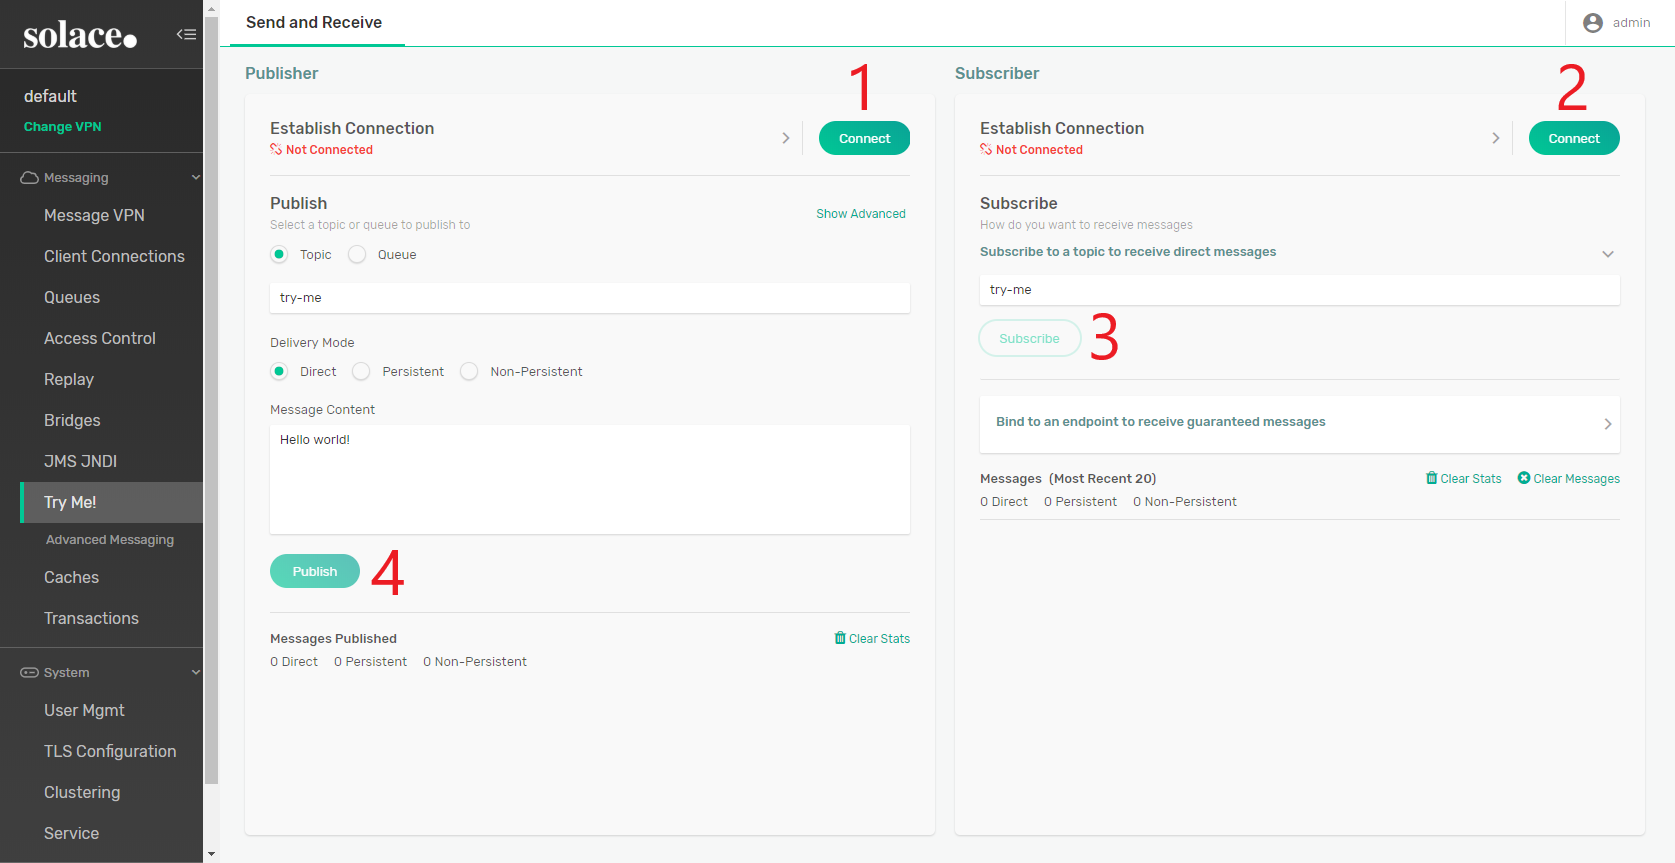 solace.
default
Change VPN
Messaging
Message VPN
Client Connections
Queues
Access Control
Replay
Bridges
JMS JNDI
Try Me!
Advanced Messaging
Caches
Transactions
System
User Mgmt
TLS Configuration
Clustering
Service
Send and Receive
admin
Publisher
1
Establish Connection
Not Connected
Connect
Publish
Select a topic or queue to publish to
Show Advanced
Topic Queue
try-me
Delivery Mode
Direct Persistent Non-Persistent
Message Content
Hello world!
Publish 4
Messages Published
Clear Stats
0 Direct 0 Persistent 0 Non-Persistent
Subscriber
2
Establish Connection
Not Connected
Connect
Subscribe
How do you want to receive messages
Subscribe to a topic to receive direct messages
try-me
Subscribe 3
Bind to an endpoint to receive guaranteed messages
Messages (Most Recent 20)
Clear Stats Clear Messages
0 Direct 0 Persistent 0 Non-Persistent